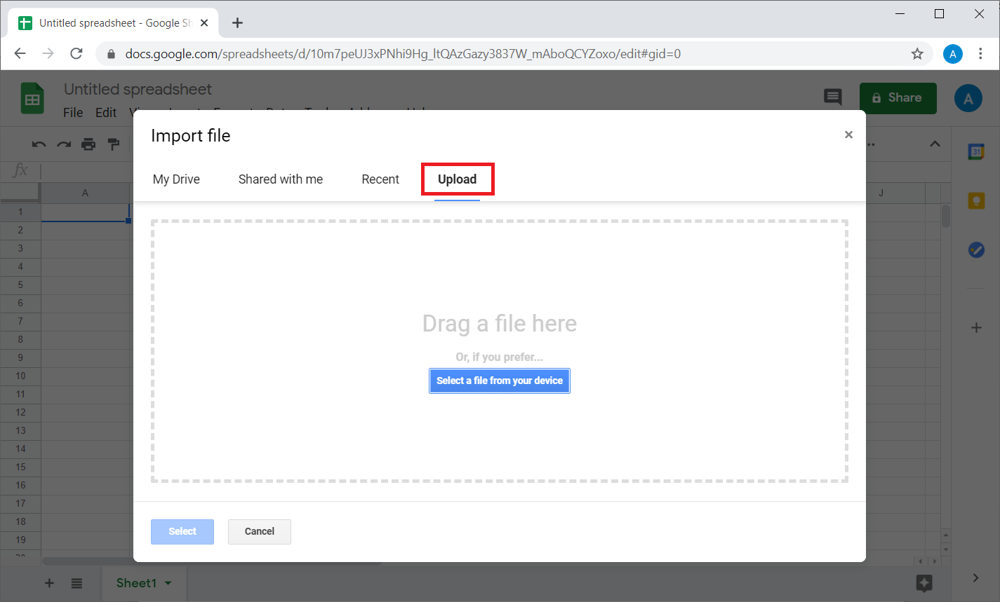 Untitled spreadsheet - Google Sh
docs.google.com/spreadsheets/d/10m7peUJ3xPNhi9Hg_ltQAzGazy3837W_mAboQCYZoxo/edit#gid=0
A
Untitled spreadsheet
File Edit
Share
A
Import file
My Drive Shared with me Recent Upload
31
fx
A J
1
2
3
4
5
6
7
8
9
10
11
12
13
14
15
16
17
18
19
Drag a file here
Or, if you prefer...
Select a file from your device
Select Cancel
Sheet1